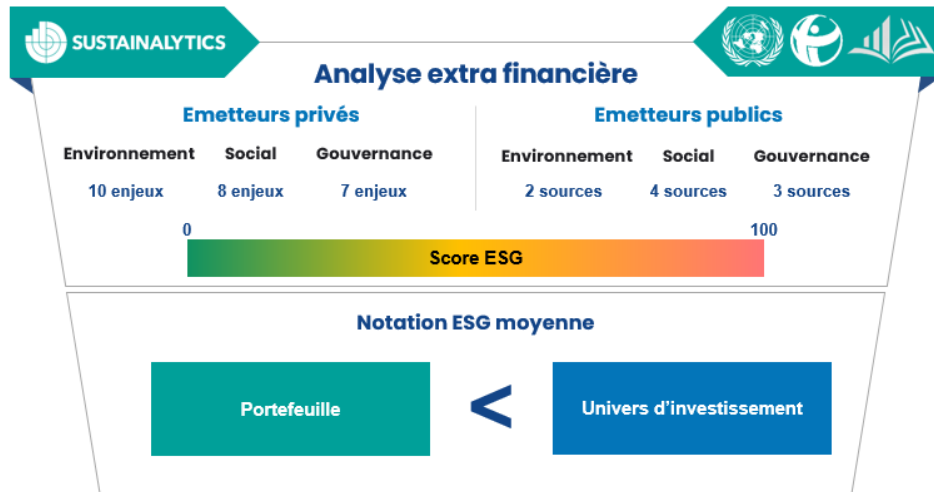 SUSTAINALYTICS
Analyse extra financière
Emetteurs privés
Emetteurs publics
Environnement Social Gouvernance
Environnement Social Gouvernance
10 enjeux 8 enjeux 7 enjeux
2 sources 4 sources 3 sources
0 100
Score ESG
Notation ESG moyenne
Portefeuille < Univers d’investissement